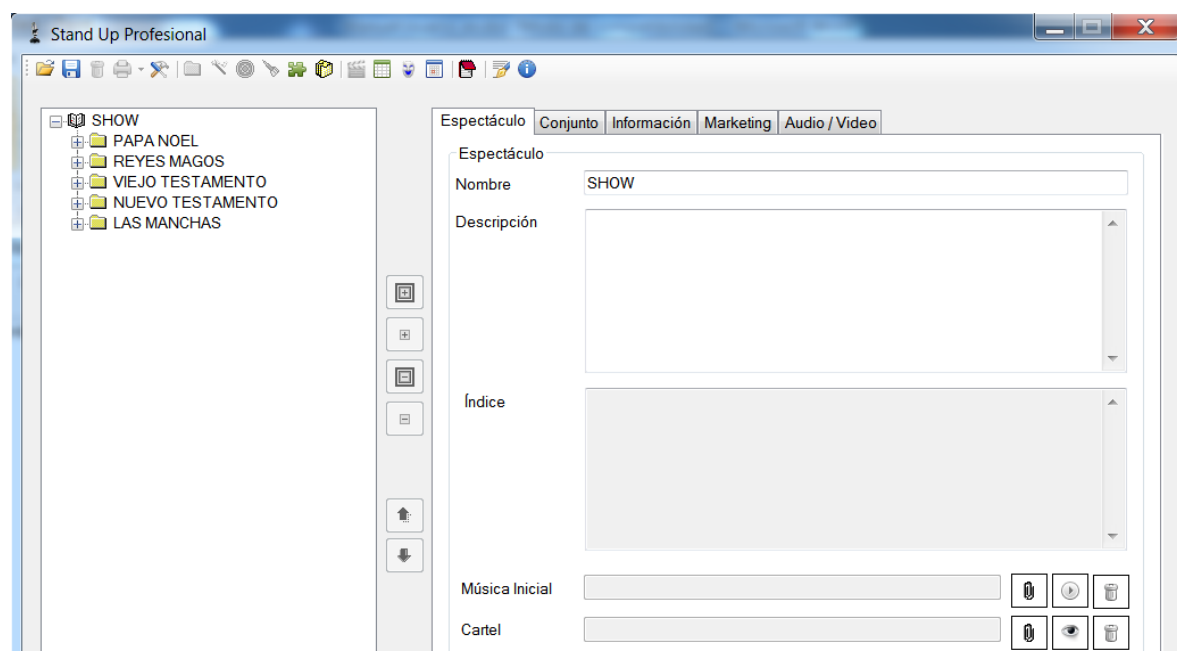 Stand Up Profesional
SHOW
PAPA NOEL
REYES MAGOS
VIEJO TESTAMENTO
NUEVO TESTAMENTO
LAS MANCHAS
Espectáculo Conjunto Información Marketing Audio / Video
Espectáculo
Nombre SHOW
Descripción
Índice
Música Inicial
Cartel